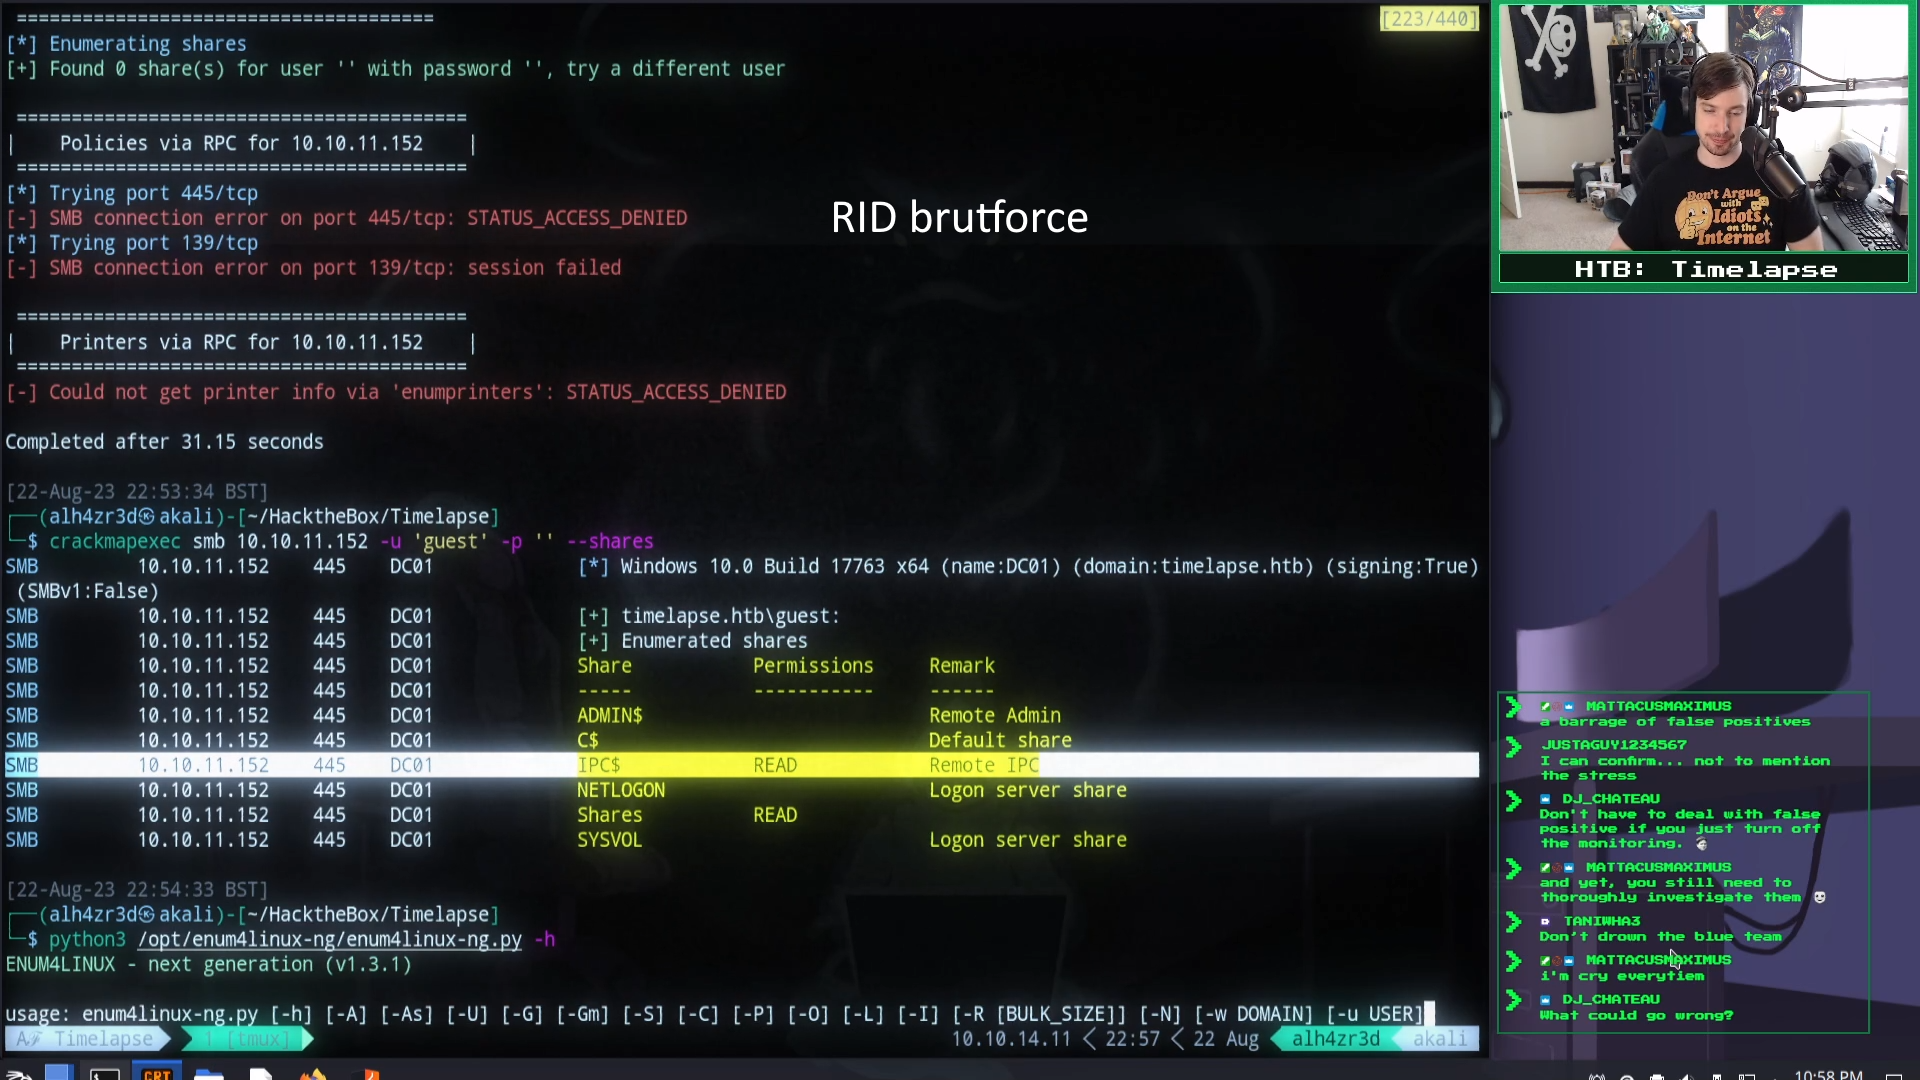 ======================================
[223/440]
[*] Enumerating shares
[+] Found 0 share(s) for user '' with password '', try a different user
=========================================
|    Policies via RPC for 10.10.11.152    |
=========================================
[*] Trying port 445/tcp
[-] SMB connection error on port 445/tcp: STATUS_ACCESS_DENIED
[*] Trying port 139/tcp
[-] SMB connection error on port 139/tcp: session failed
=========================================
|    Printers via RPC for 10.10.11.152    |
=========================================
[-] Could not get printer info via 'enumprinters': STATUS_ACCESS_DENIED
Completed after 31.15 seconds
[22-Aug-23 22:53:34 BST]
┌──(alh4zr3d㉿akali)-[~/HacktheBox/Timelapse]
└─$ crackmapexec smb 10.10.11.152 -u 'guest' -p '' --shares
SMB         10.10.11.152    445    DC01             [*] Windows 10.0 Build 17763 x64 (name:DC01) (domain:timelapse.htb) (signing:True)
(SMBv1:False)
SMB         10.10.11.152    445    DC01             [+] timelapse.htb\guest:
SMB         10.10.11.152    445    DC01             [+] Enumerated shares
SMB         10.10.11.152    445    DC01             Share           Permissions     Remark
SMB         10.10.11.152    445    DC01             -----           -----------     ------
SMB         10.10.11.152    445    DC01             ADMIN$                          Remote Admin
SMB         10.10.11.152    445    DC01             C$                              Default share
SMB         10.10.11.152    445    DC01             IPC$            READ            Remote IPC
SMB         10.10.11.152    445    DC01             NETLOGON                        Logon server share
SMB         10.10.11.152    445    DC01             Shares          READ
SMB         10.10.11.152    445    DC01             SYSVOL                          Logon server share
[22-Aug-23 22:54:33 BST]
┌──(alh4zr3d㉿akali)-[~/HacktheBox/Timelapse]
└─$ python3 /opt/enum4linux-ng/enum4linux-ng.py -h
ENUM4LINUX - next generation (v1.3.1)
usage: enum4linux-ng.py [-h] [-A] [-As] [-U] [-G] [-Gm] [-S] [-C] [-P] [-O] [-L] [-I] [-R [BULK_SIZE]] [-N] [-w DOMAIN] [-u USER]
Timelapse 1 [tmux] 10.10.14.11 < 22:57 < 22 Aug alh4zr3d akali
RID brutforce
Don't Argue
with
Idiots
on the
Internet
HTB: Timelapse
MATTACUSMAXIMUS
a barrage of false positives
JUSTAGUY1234567
I can confirm... not to mention
the stress
DJ_CHATEAU
Don't have to deal with false
positive if you just turn off
the monitoring.
MATTACUSMAXIMUS
and yet, you still need to
thoroughly investigate them
TANIWHA3
Don't drown the blue team
MATTACUSMAXIMUS
i'm cry everytiem
DJ_CHATEAU
What could go wrong?
CRT
10:58 PM